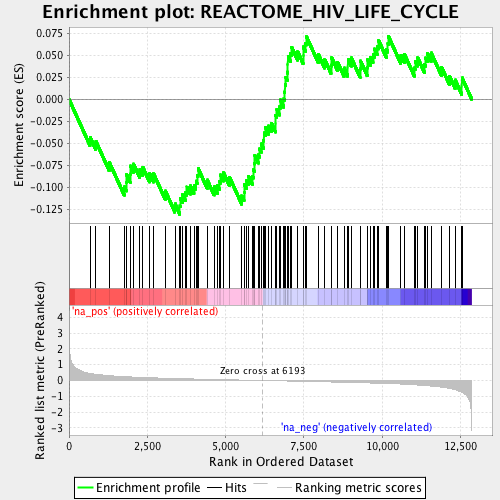 Enrichment plot: REACTOME_HIV_LIFE_CYCLE
Enrichment score (ES)
0.075
0.050
0.025
0.000
-0.025
-0.050
-0.075
-0.100
-0.125
'na_pos' (positively correlated)
Ranked list metric (PreRanked)
4
3
2
1
0
-1
-2
-3
Zero cross at 6193
'na_neg' (negatively correlated)
0
2,500
5,000
7,500
10,000
12,500
Rank in Ordered Dataset
Enrichment profile
Hits
Ranking metric scores